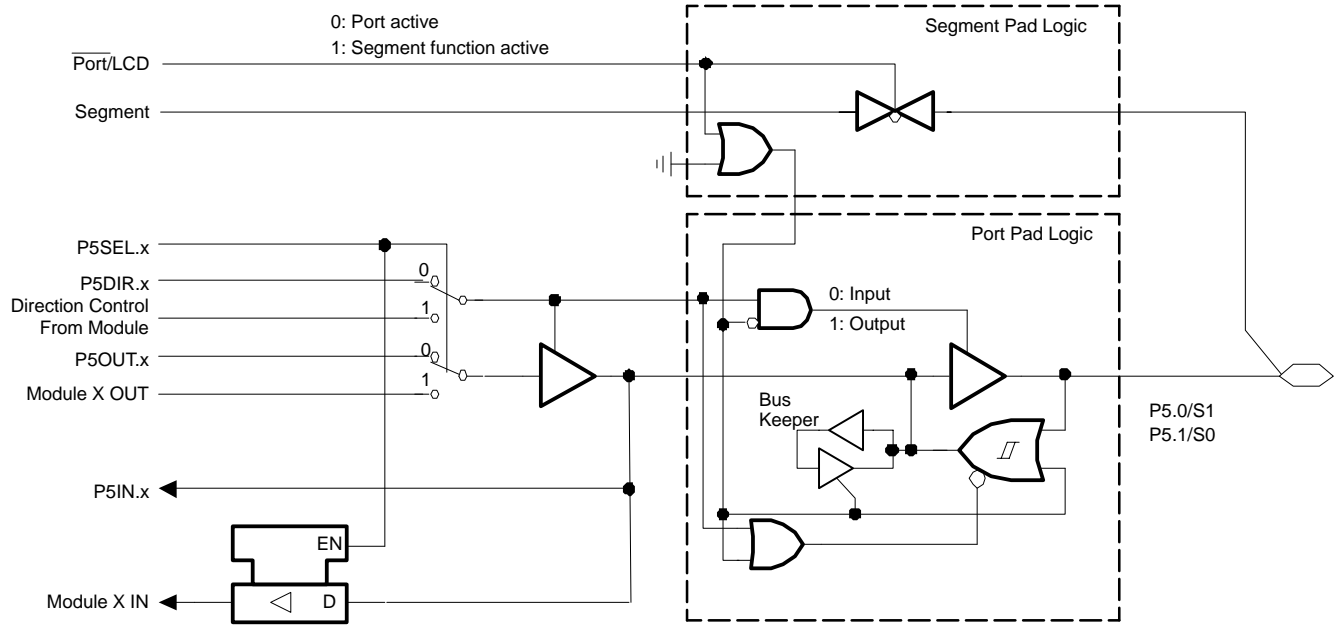 0: Port active
1: Segment function active
Segment Pad Logic
Port/LCD
Segment
Port Pad Logic
P5SEL.x
P5DIR.x
0
Direction Control
From Module
1
0: Input
1: Output
P5OUT.x
0
Module X OUT
1
Bus
Keeper
P5.0/S1
P5.1/S0
P5IN.x
EN
Module X IN
D